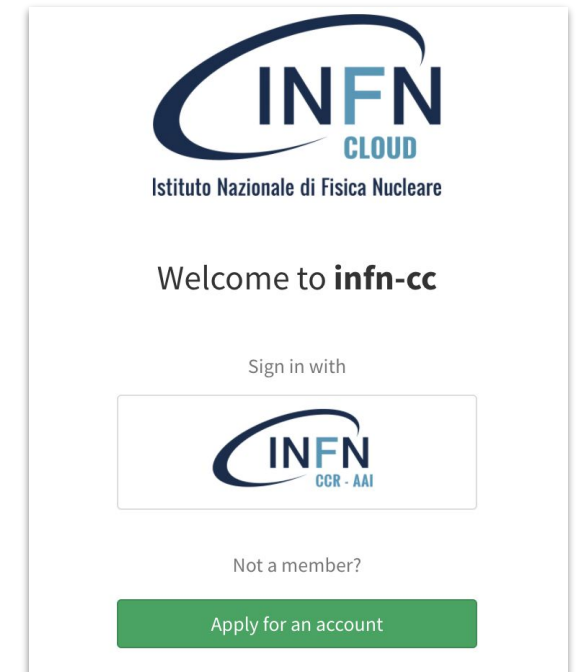 INFN
CLOUD
Istituto Nazionale di Fisica Nucleare
Welcome to infn-cc
Sign in with
INFN
CCR - AAI
Not a member?
Apply for an account